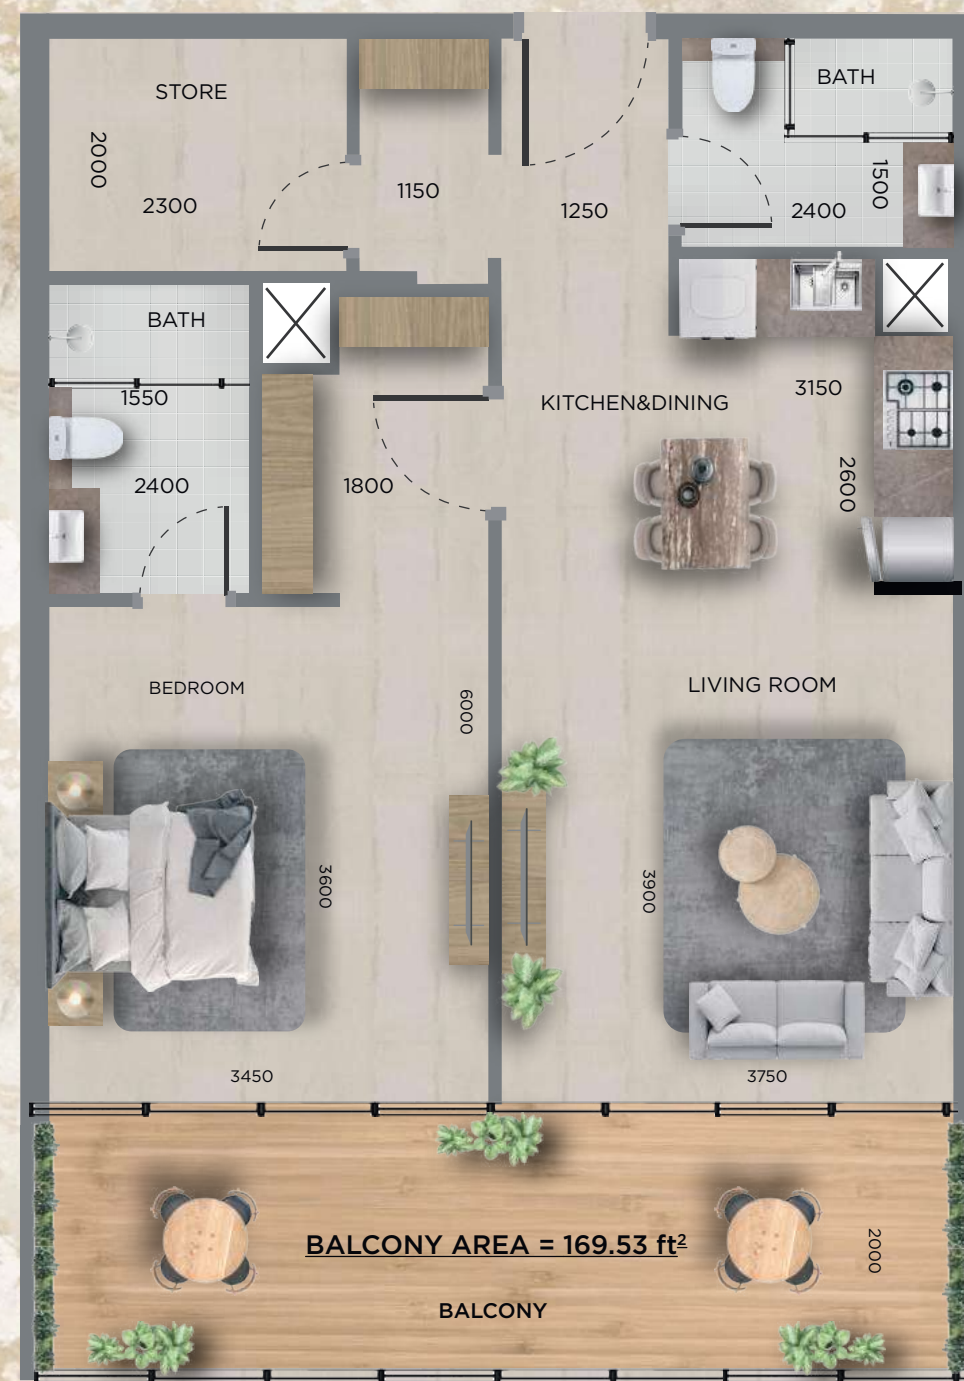 STORE
2000
2300
1150
1250
BATH
1500
2400
BATH
1550
2400
1800
KITCHEN&DINING
3150
2600
BEDROOM
6000
3600
3450
LIVING ROOM
3900
3750
BALCONY AREA = 169.53 ft²
2000
BALCONY